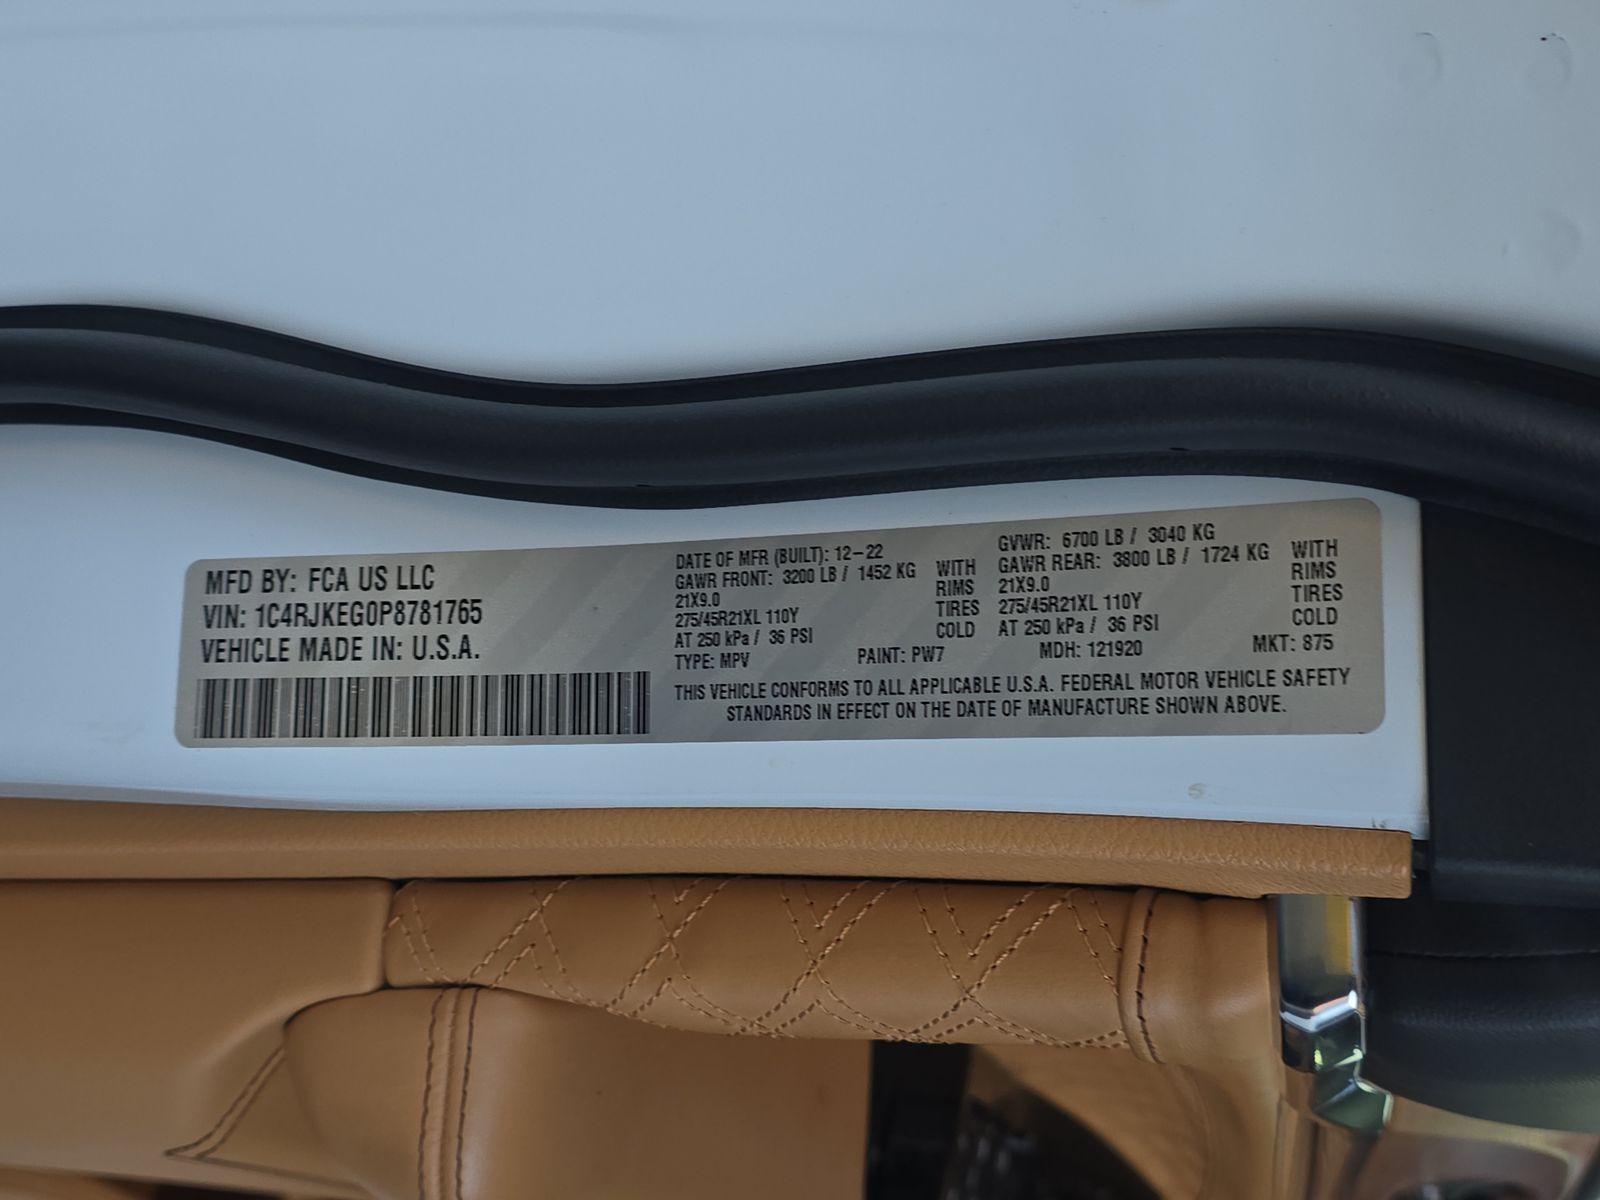 MFD BY: FCA US LLC
VIN: 1C4RJKEG0P8781765
VEHICLE MADE IN: U.S.A.
DATE OF MFR (BUILT): 12-22
GAWR FRONT: 3200 LB / 1452 KG
21X9.0
275/45R21XL 110Y
AT 250 kPa / 36 PSI
WITH
RIMS
TIRES
COLD
GVWR: 6700 LB / 3040 KG
GAWR REAR: 3800 LB / 1724 KG
21X9.0
275/45R21XL 110Y
AT 250 kPa / 36 PSI
WITH
RIMS
TIRES
COLD
TYPE: MPV PAINT: PW7 MDH: 121920 MKT: 875
THIS VEHICLE CONFORMS TO ALL APPLICABLE U.S.A. FEDERAL MOTOR VEHICLE SAFETY
STANDARDS IN EFFECT ON THE DATE OF MANUFACTURE SHOWN ABOVE.